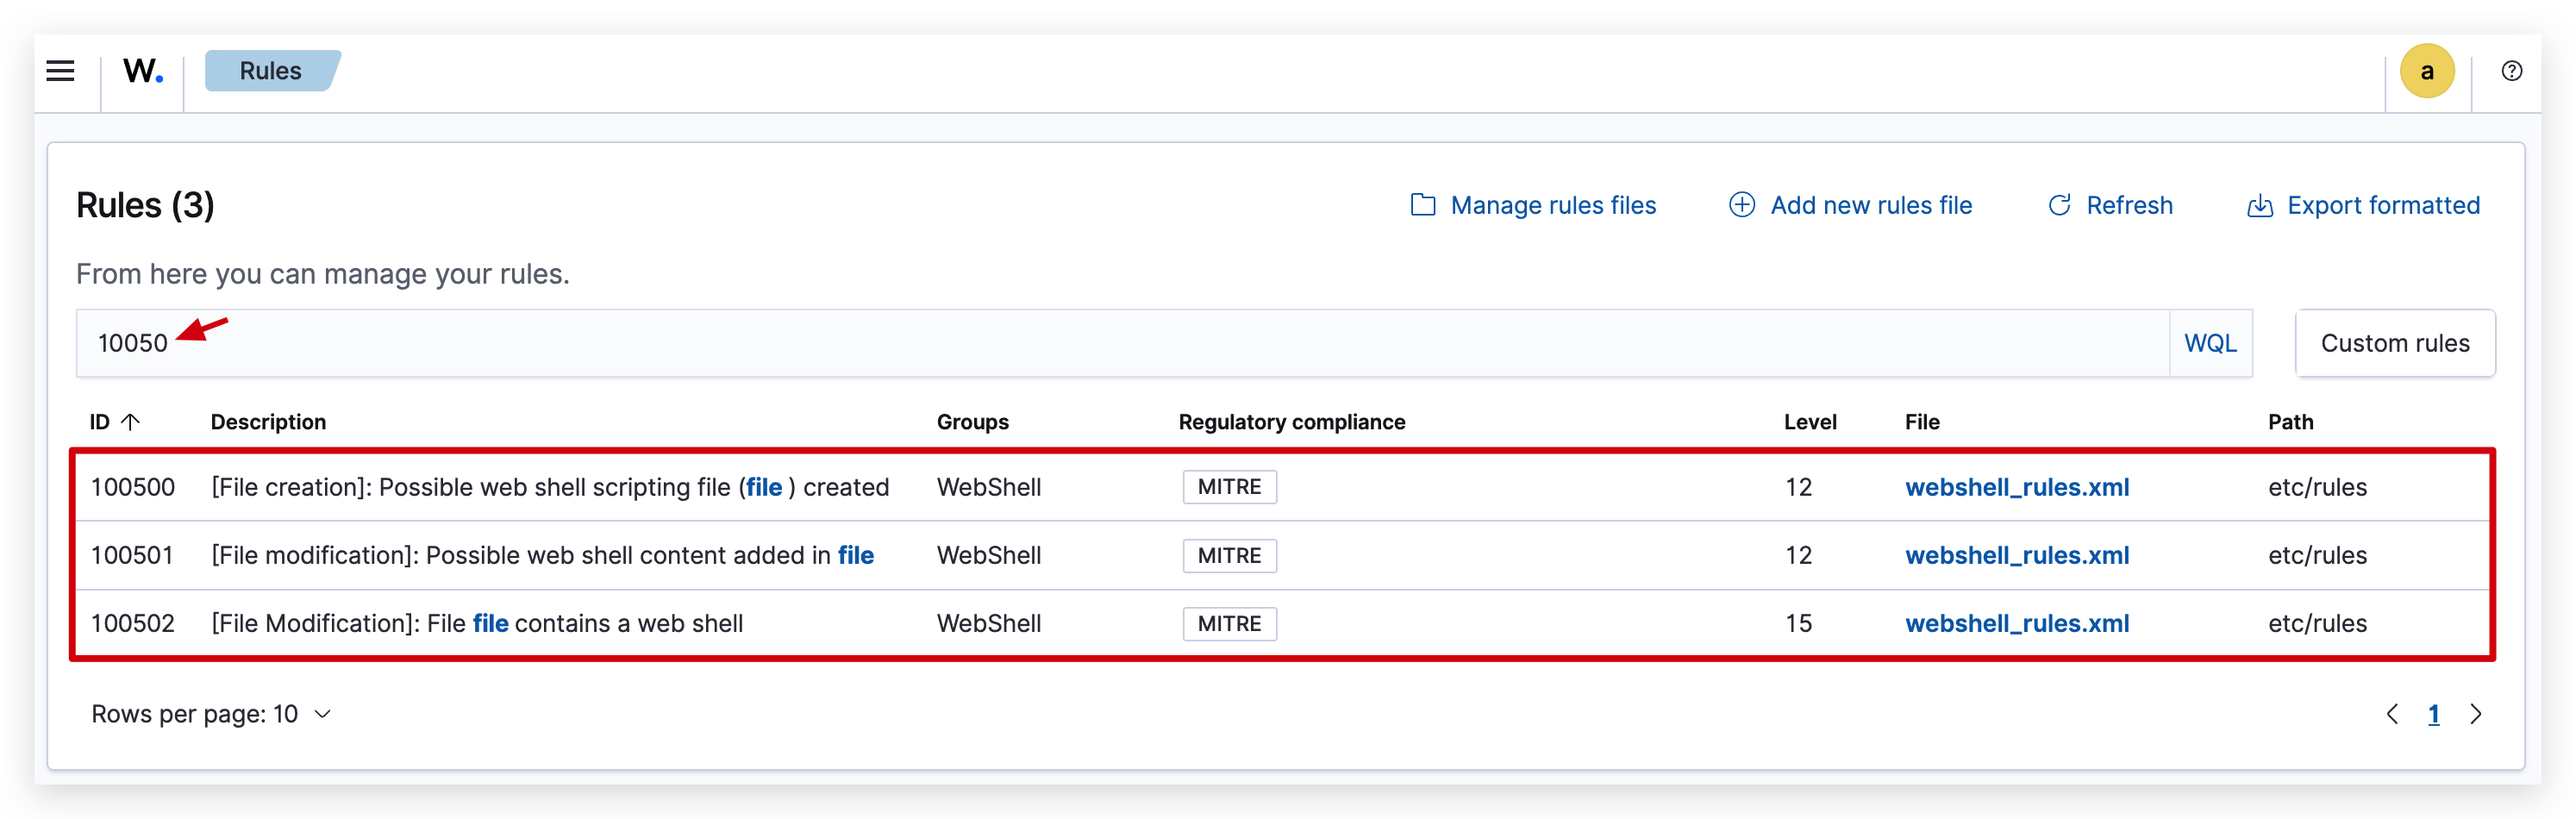 W. Rules a
Rules (3) Manage rules files Add new rules file Refresh Export formatted
From here you can manage your rules.
10050 WQL Custom rules
ID Description Groups Regulatory compliance Level File Path
100500 [File creation]: Possible web shell scripting file (file ) created WebShell MITRE 12 webshell_rules.xml etc/rules
100501 [File modification]: Possible web shell content added in file WebShell MITRE 12 webshell_rules.xml etc/rules
100502 [File Modification]: File file contains a web shell WebShell MITRE 15 webshell_rules.xml etc/rules
Rows per page: 10 1